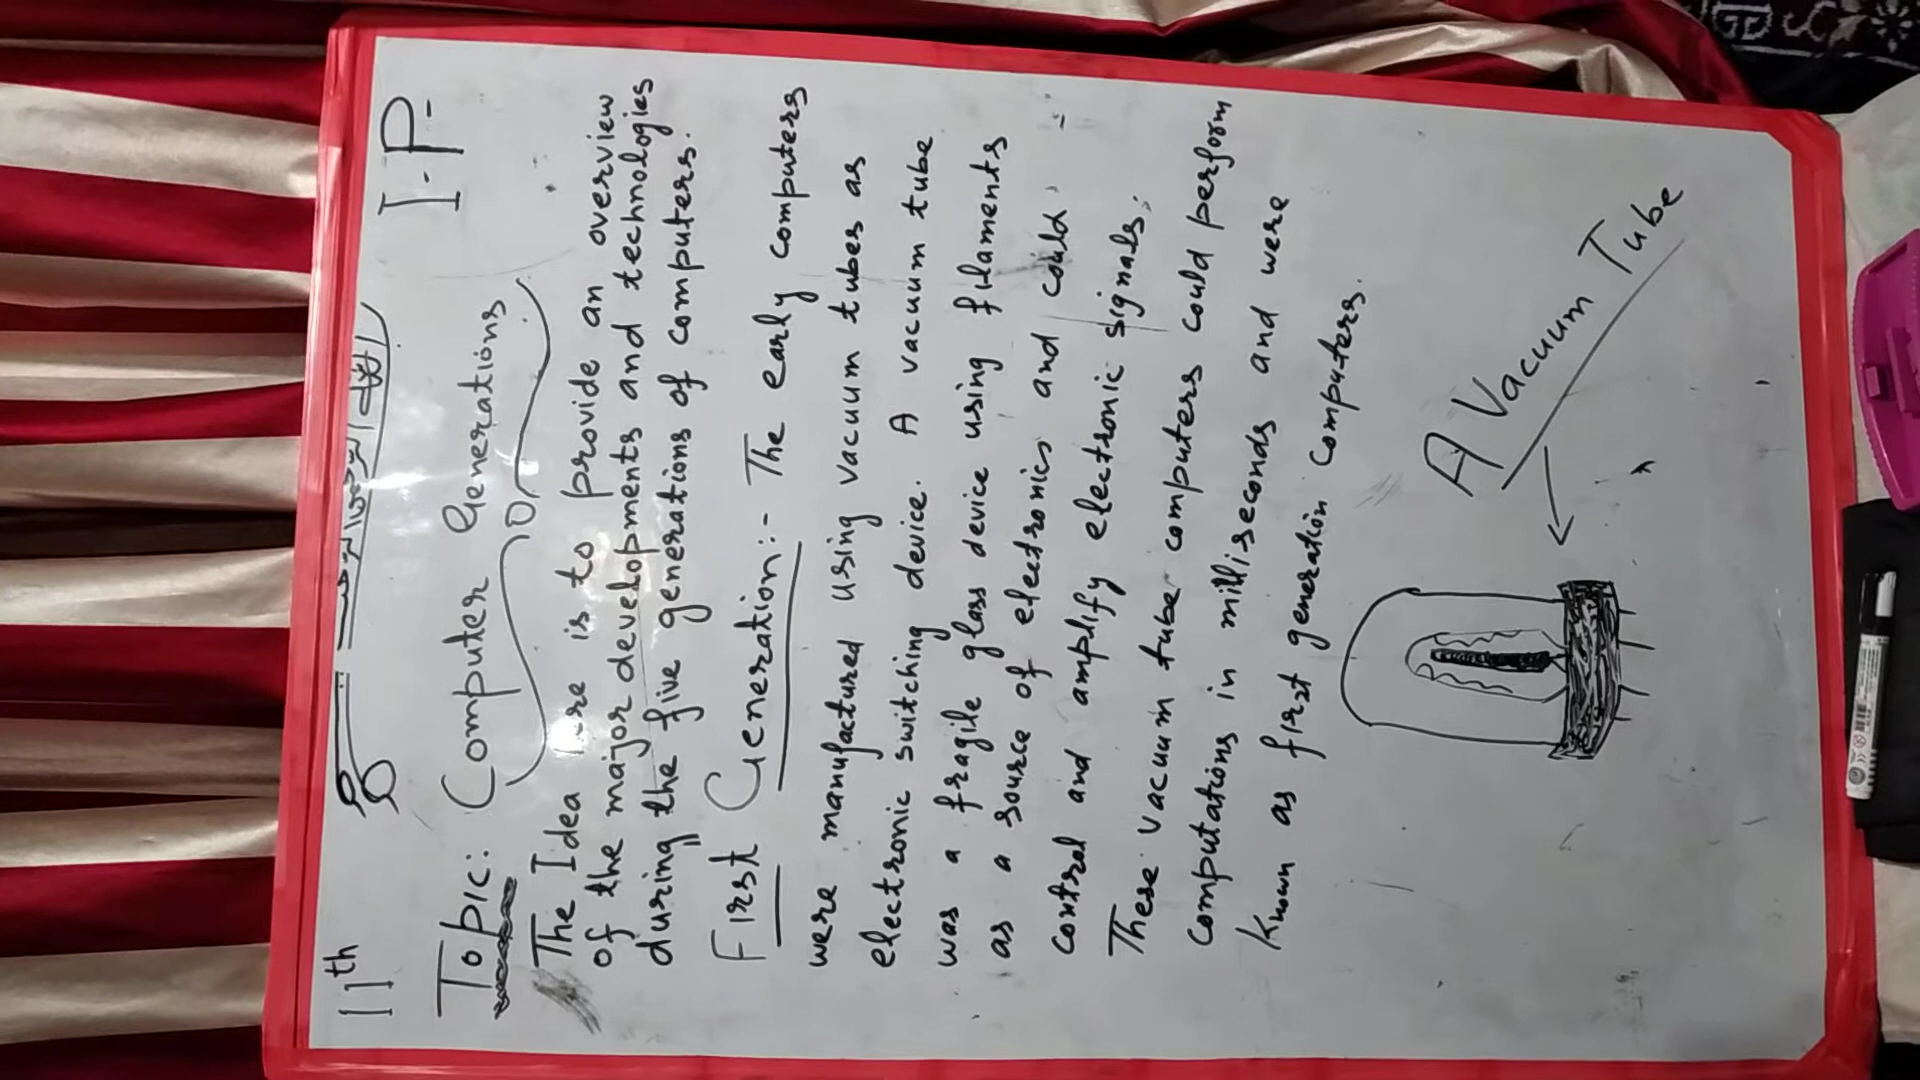 11th
I.P.
Topic: Computer Generations
The Idea here is to provide an overview
of the major developments and technologies
during the five generations of computers.
First Generation:- The early computers
were manufactured using vacuum tubes as
electronic switching device. A vacuum tube
was a fragile glass device using filaments
as a source of electronics and could
control and amplify electronic signals.
These vacuum tube computers could perform
computations in milliseconds and were
known as first generation computers.
A Vacuum Tube